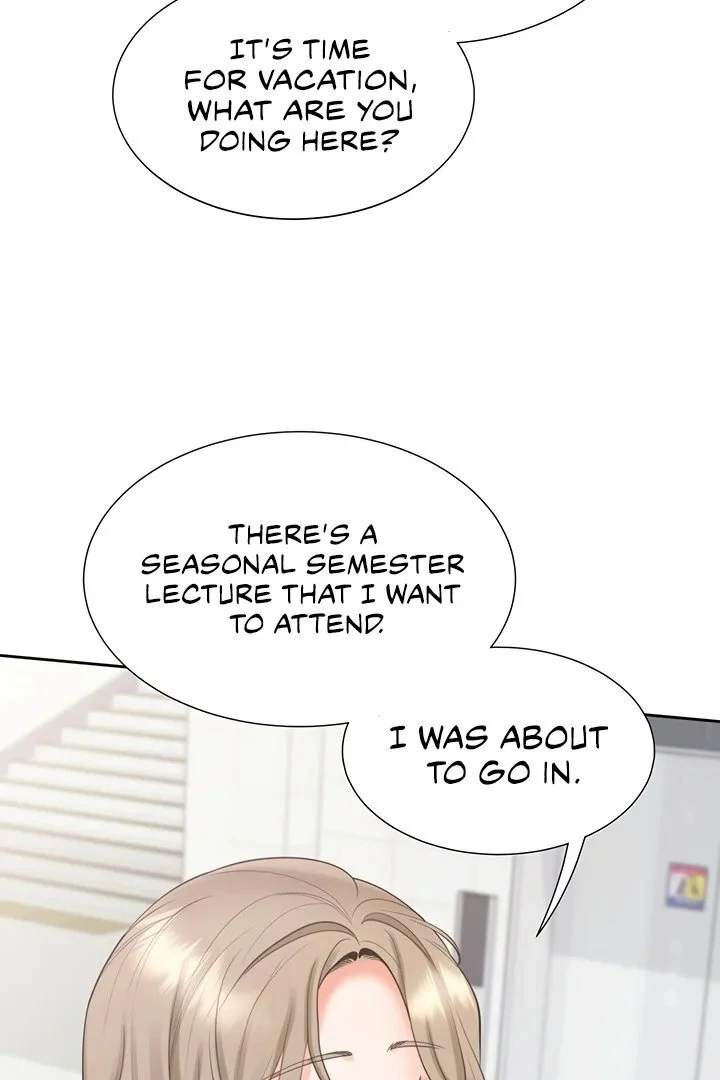 IT'S TIME
FOR VACATION,
WHAT ARE YOU
DOING HERE?
THERE'S A
SEASONAL SEMESTER
LECTURE THAT I WANT
TO ATTEND.
I WAS ABOUT
TO GO IN.